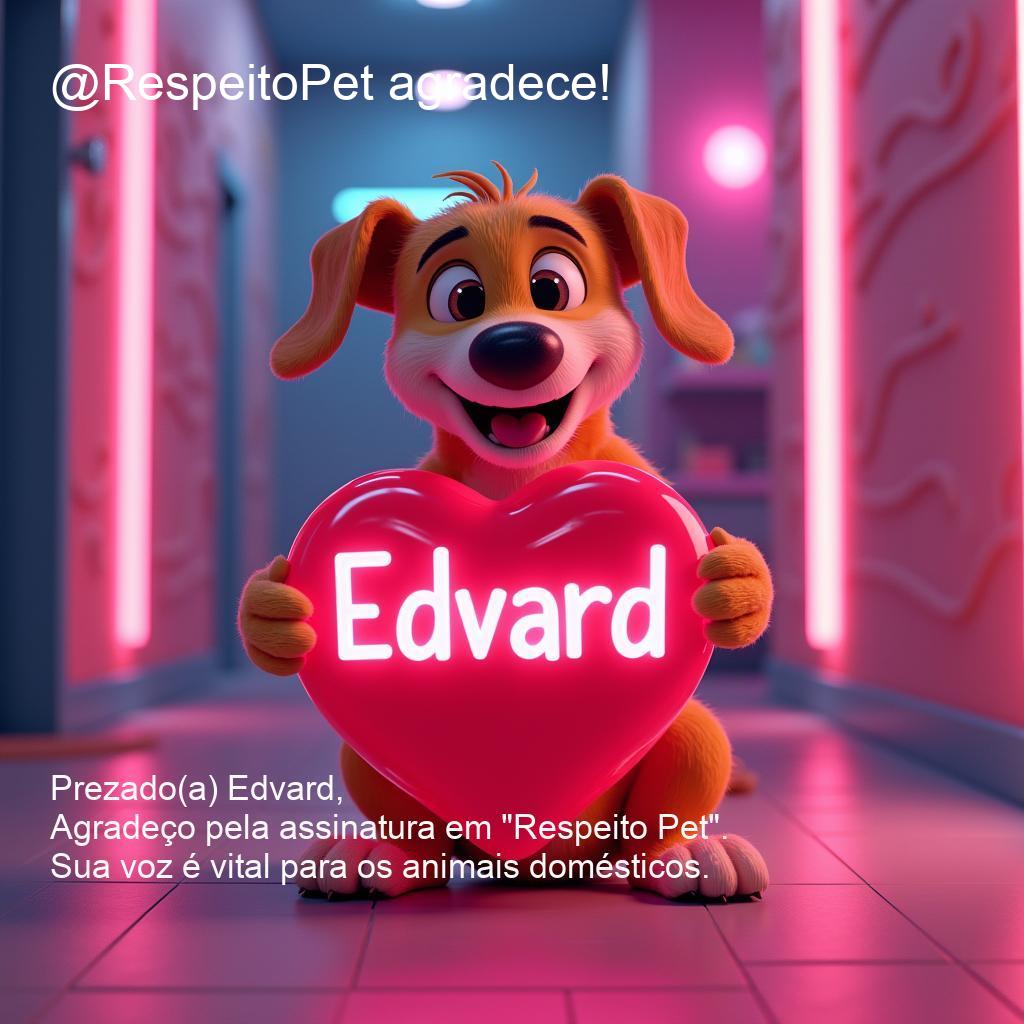 @RespeitoPet agradece!
Edvard
Prezado(a) Edvard,
Agradeço pela assinatura em "Respeito Pet".
Sua voz é vital para os animais domésticos.